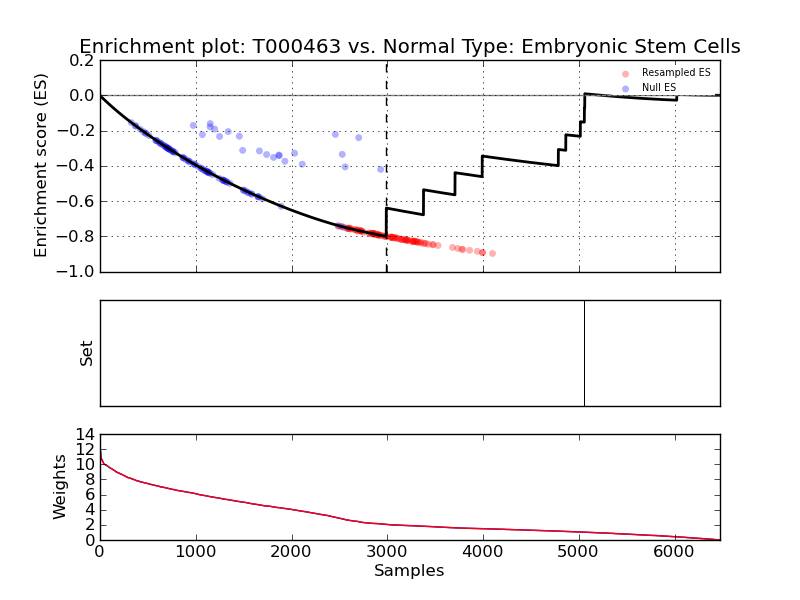 Enrichment plot: T000463 vs. Normal Type: Embryonic Stem Cells
Enrichment score (ES)
0.2
0.0
−0.2
−0.4
−0.6
−0.8
−1.0
Resampled ES
Null ES
Set
Weights
14
12
10
8
6
4
2
0
0 1000 2000 3000 4000 5000 6000
Samples